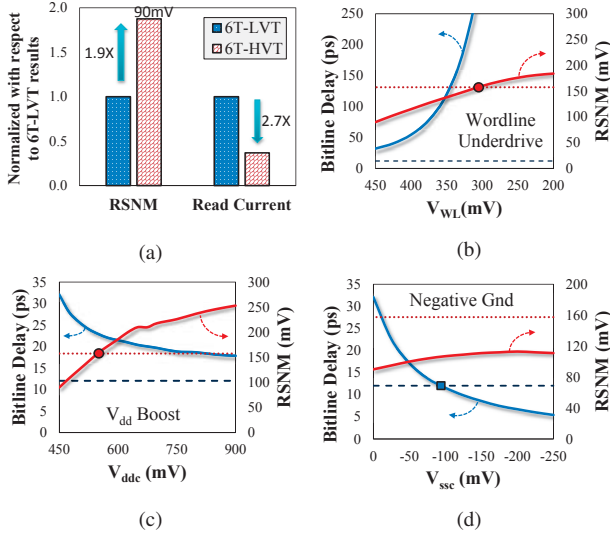 Normalized with respect
to 6T-LVT results
2.0
1.5
1.0
0.5
0.0
90mV
6T-LVT
6T-HVT
1.9X
2.7X
RSNM
Read Current
(a)
Bitline Delay (ps)
250
200
150
100
50
0
300
250
200
150
100
50
0
RSNM (mV)
Wordline
Underdrive
450 400 350 300 250 200
V_WL(mV)
(b)
Bitline Delay (ps)
35
30
25
20
15
10
5
0
300
250
200
150
100
50
0
RSNM (mV)
V_dd Boost
450 600 750 900
V_ddc (mV)
(c)
Bitline Delay (ps)
35
30
25
20
15
10
5
0
Negative Gnd
200
160
120
80
40
0
RSNM (mV)
0 -50 -100 -150 -200 -250
V_ssc (mV)
(d)